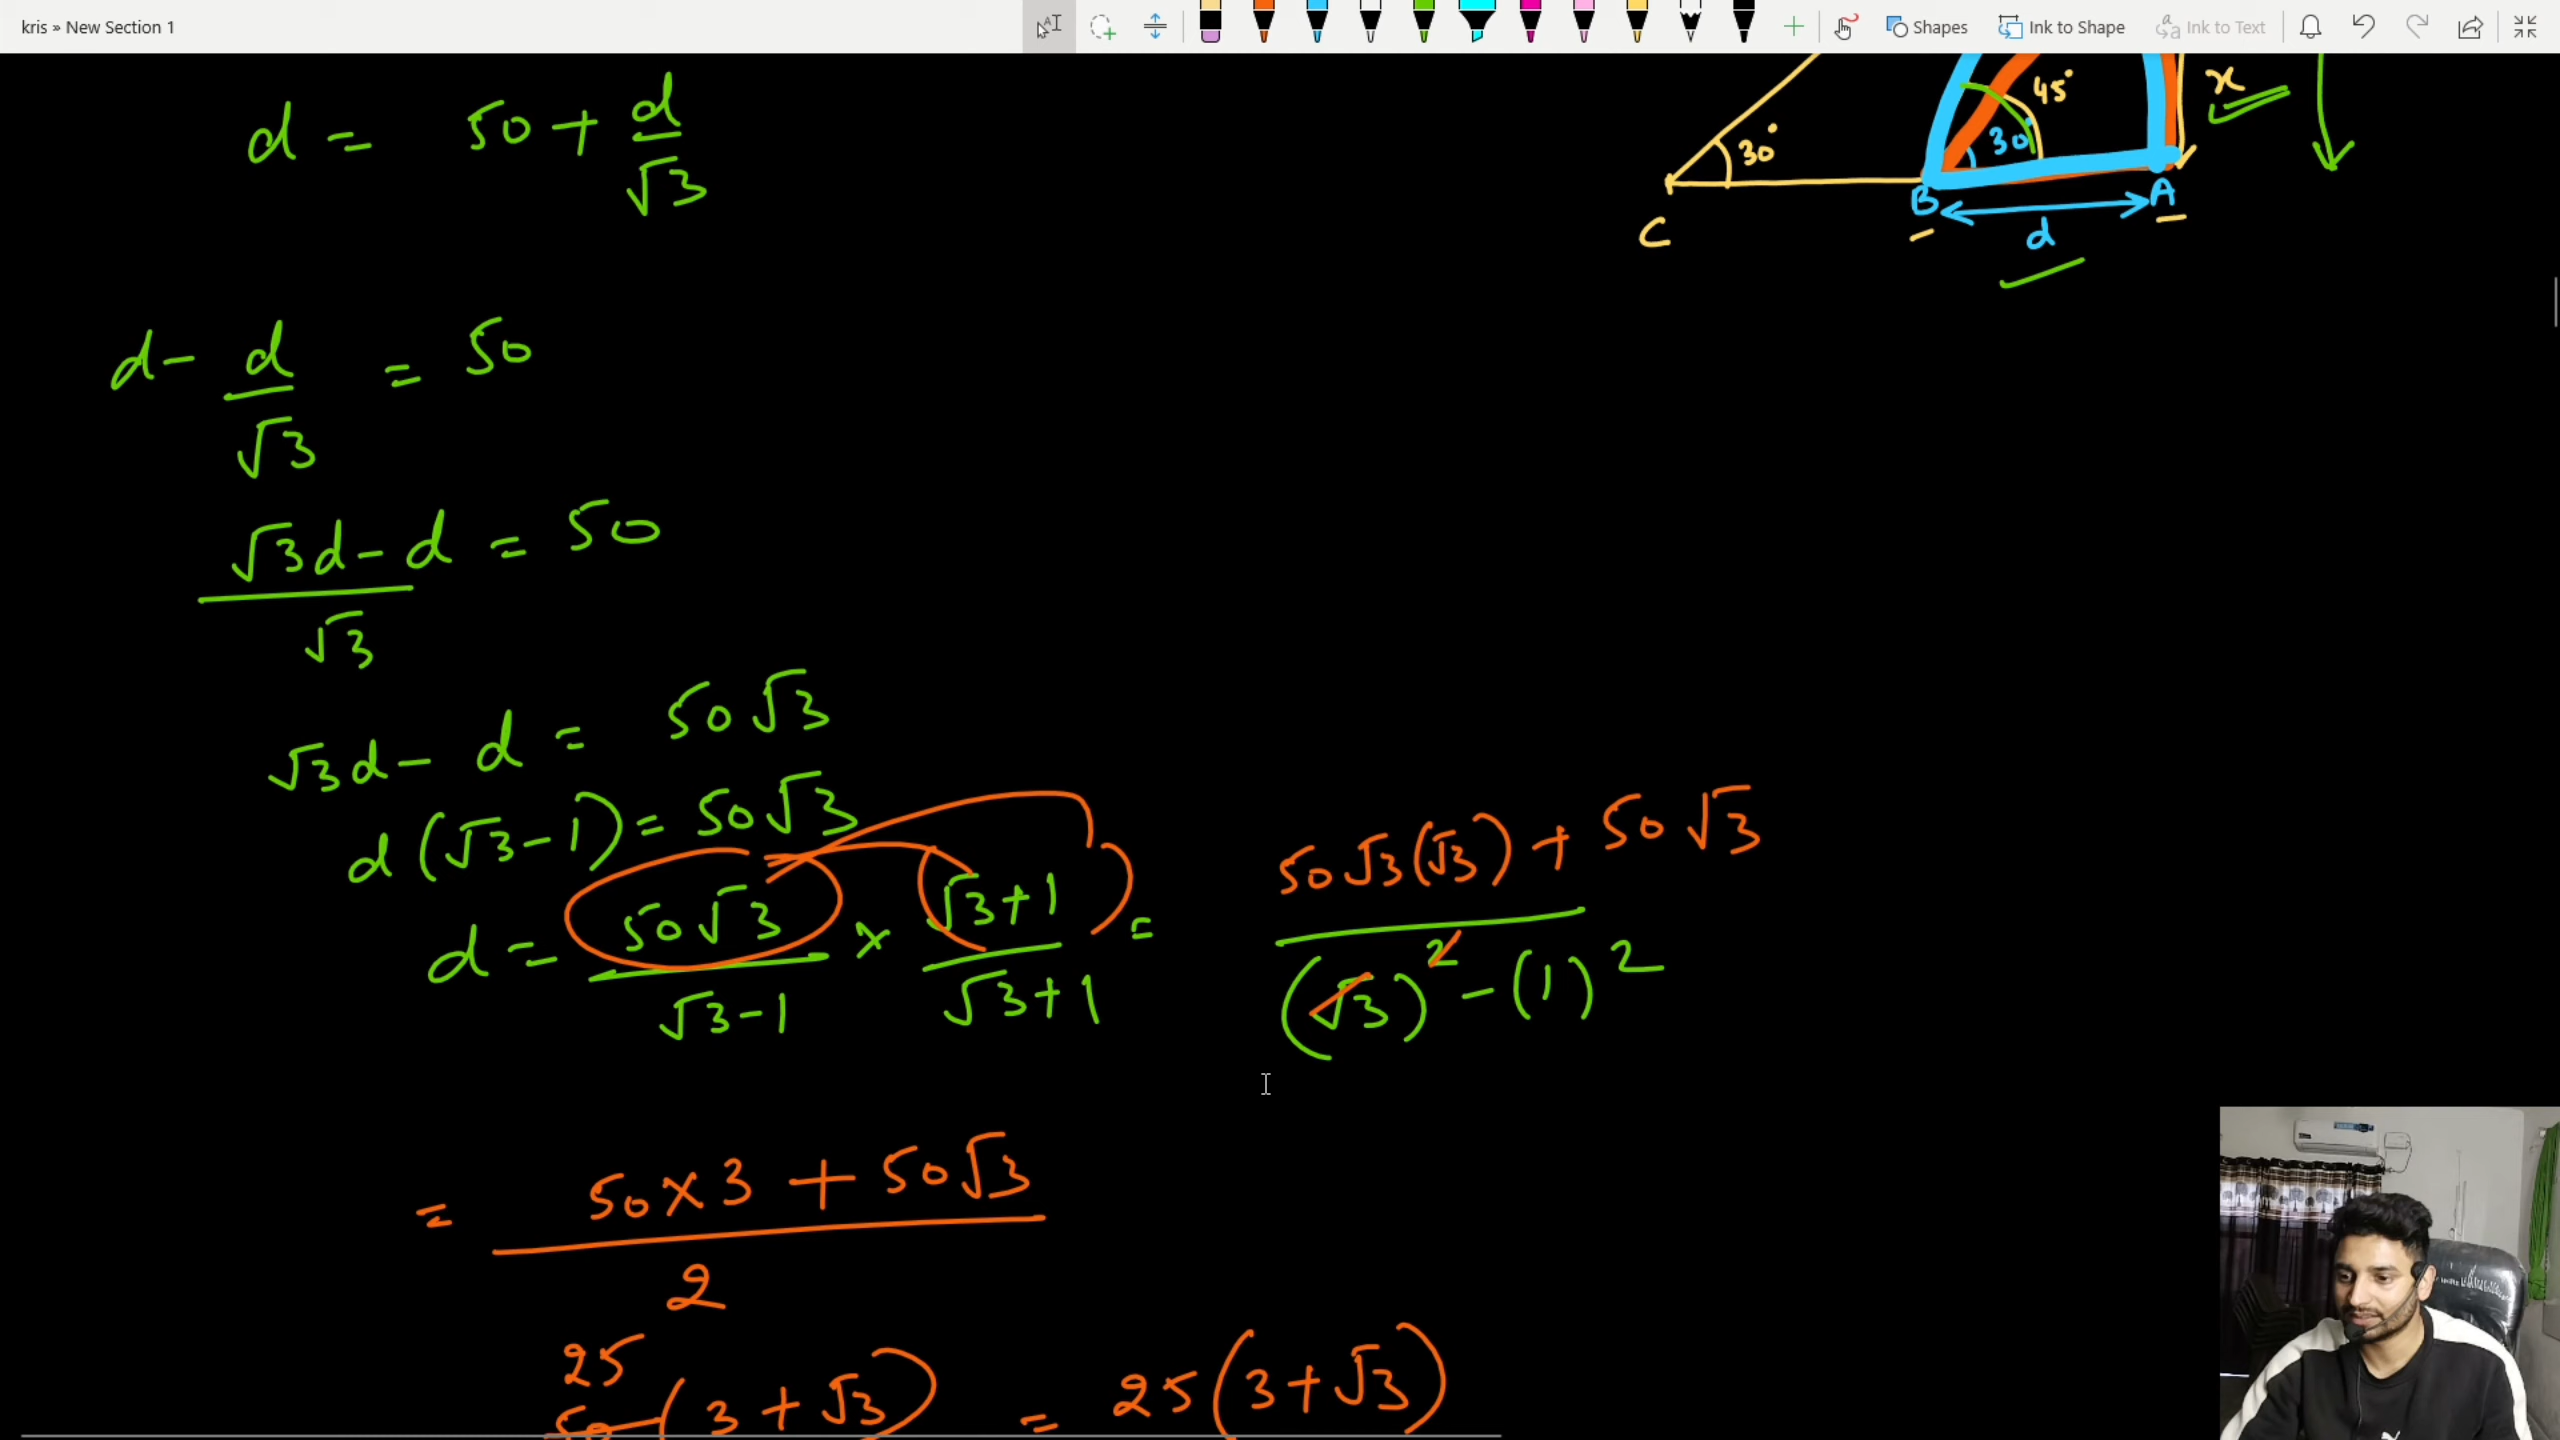 kris » New Section 1
Shapes
Ink to Shape
Ink to Text
d = 50 + d/√3
d - d/√3 = 50
√3d - d / √3 = 50
√3d - d = 50√3
d(√3 - 1) = 50√3
d = 50√3/√3-1 × √3+1/√3+1 = 50√3(√3) + 50√3 / (√3)² - (1)²
= 50×3 + 50√3 / 2
25
50(3 + √3) = 25(3 + √3)
45°
x
30°
30°
C
B
A
d